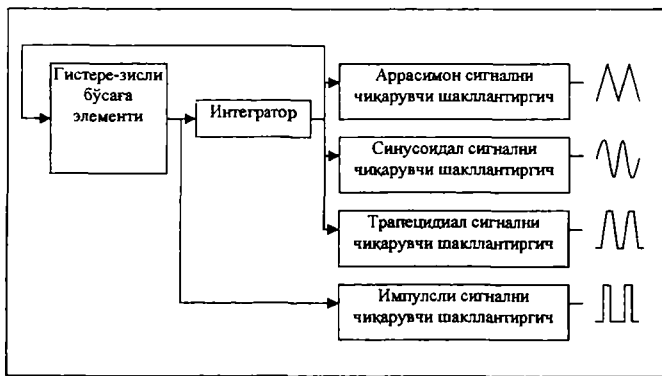 Гистере-зисли
бўсаға
элементи
Интегратор
Аррасимон сигнални
чиқарувчи шакллантиргич
Синусоидал сигнални
чиқарувчи шакллантиргич
Трапецидиал сигнални
чиқарувчи шакллантиргич
Импулсли сигнални
чиқарувчи шакллантиргич